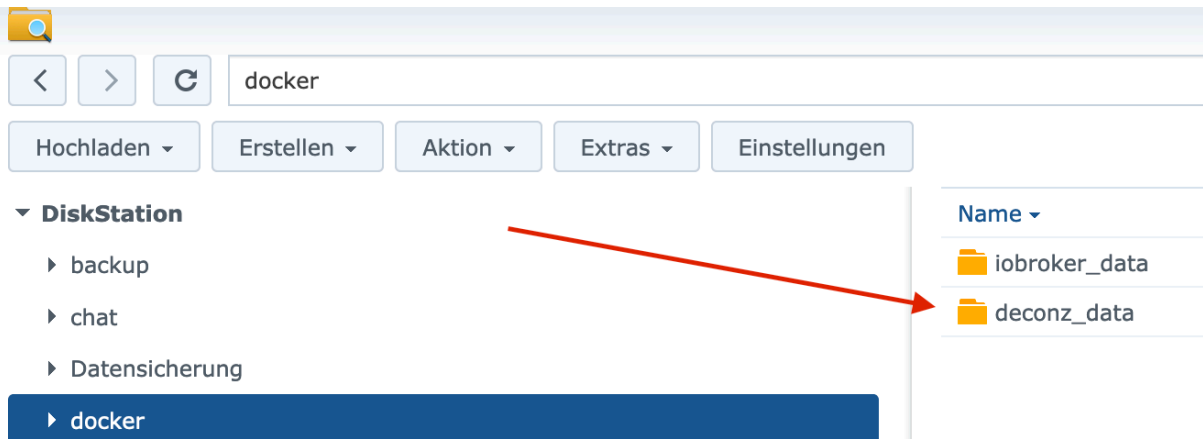 docker
Hochladen Erstellen Aktion Extras Einstellungen
DiskStation
backup
chat
Datensicherung
docker
Name
iobroker_data
deconz_data